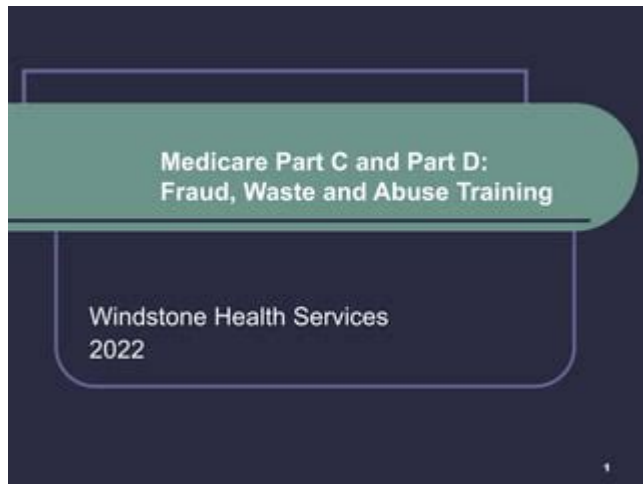 Medicare Part C and Part D:
Fraud, Waste and Abuse Training
Windstone Health Services
2022
1